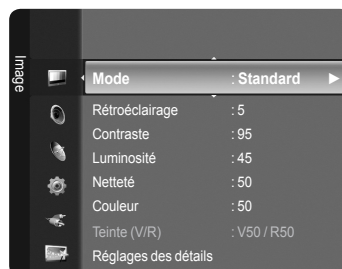 Image
Mode : Standard
Rétroéclairage : 5
Contraste : 95
Luminosité : 45
Netteté : 50
Couleur : 50
Teinte (V/R) : V50 / R50
Réglages des détails